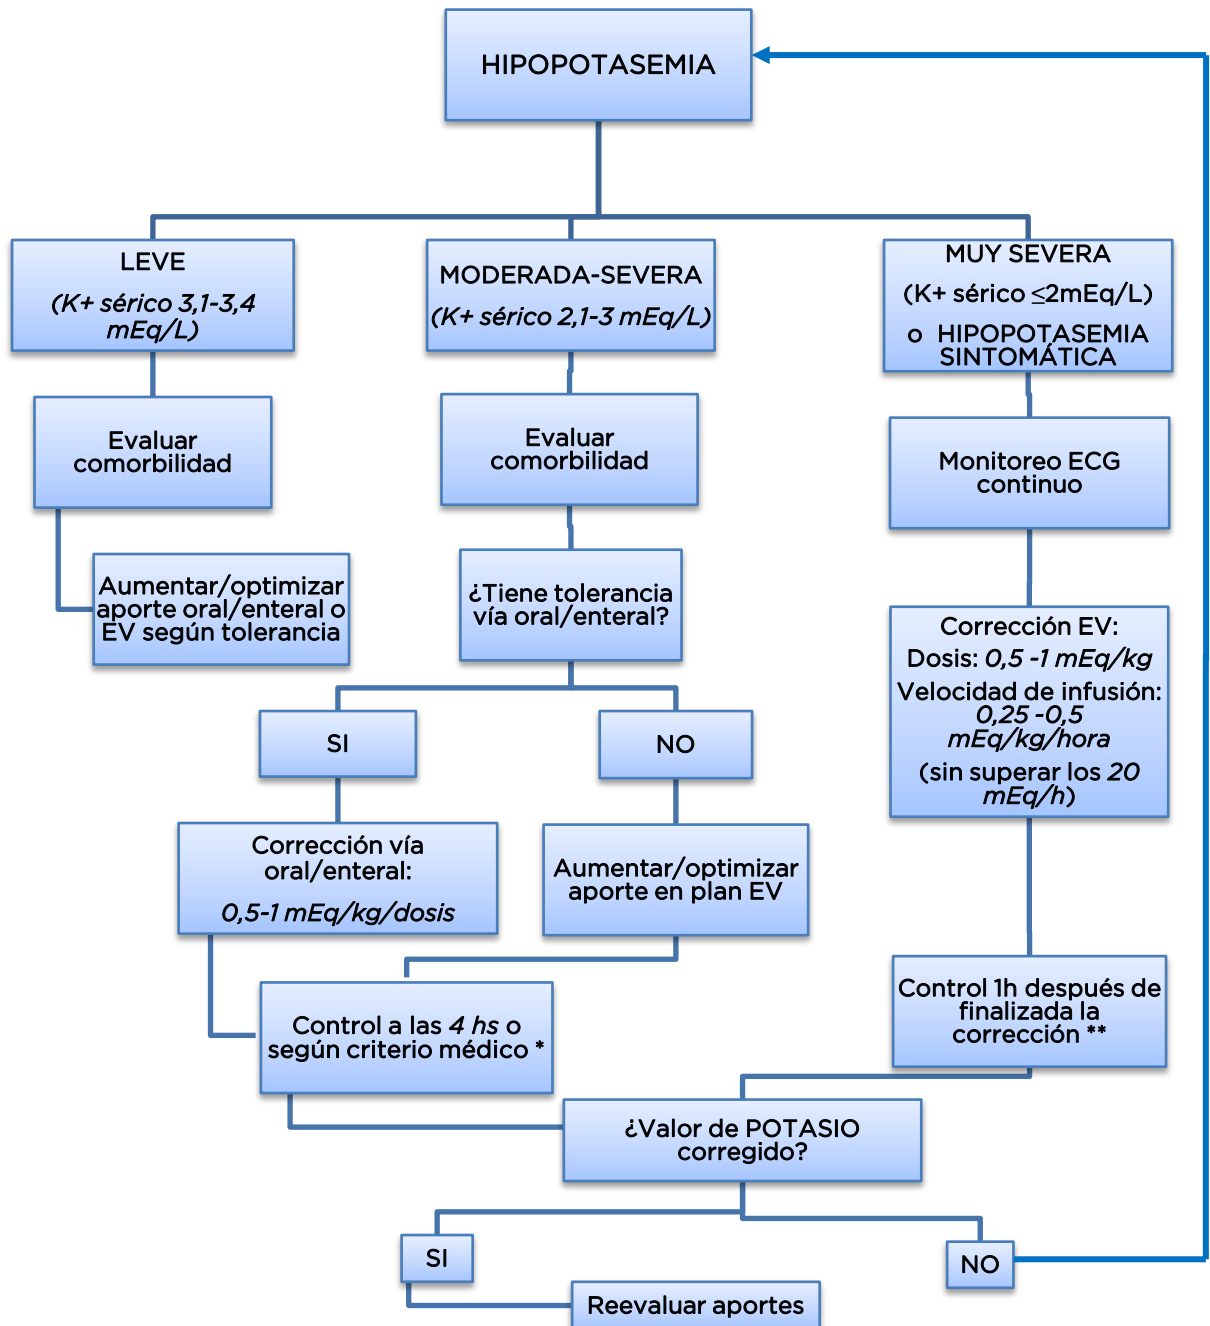 HIPOPOTASEMIA
LEVE
(K+ sérico 3,1-3,4
mEq/L)
MODERADA-SEVERA
(K+ sérico 2,1-3 mEq/L)
MUY SEVERA
(K+ sérico ≤2mEq/L)
o HIPOPOTASEMIA
SINTOMÁTICA
Evaluar
comorbilidad
Evaluar
comorbilidad
Monitoreo ECG
continuo
Aumentar/optimizar
aporte oral/enteral o
EV según tolerancia
¿Tiene tolerancia
vía oral/enteral?
Corrección EV:
Dosis: 0,5 -1 mEq/kg
Velocidad de infusión:
0,25 -0,5
mEq/kg/hora
(sin superar los 20
mEq/h)
SI
NO
Corrección vía
oral/enteral:
0,5-1 mEq/kg/dosis
Aumentar/optimizar
aporte en plan EV
Control a las 4 hs o
según criterio médico *
Control 1h después de
finalizada la
corrección **
¿Valor de POTASIO
corregido?
SI
NO
Reevaluar aportes